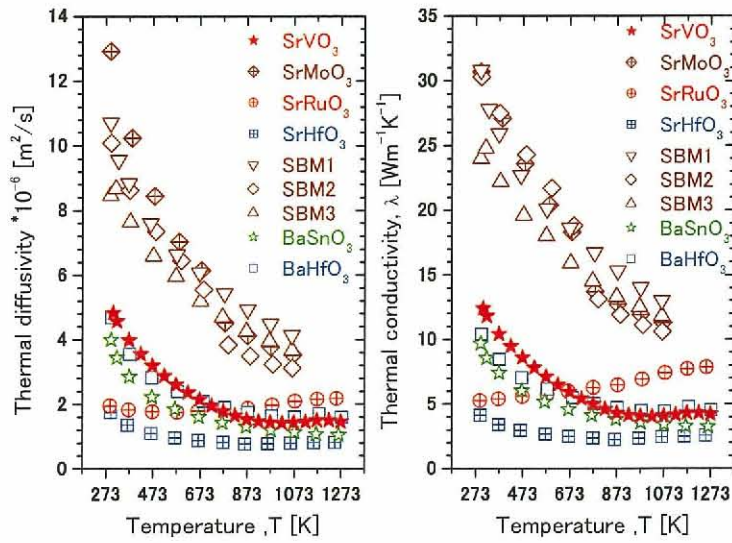 Thermal diffusivity *10⁻⁶ [m²/s]
14
12
10
8
6
4
2
0
SrVO₃
SrMoO₃
SrRuO₃
SrHfO₃
SBM1
SBM2
SBM3
BaSnO₃
BaHfO₃
273 473 673 873 1073 1273
Temperature ,T [K]
Thermal conductivity, λ [Wm⁻¹K⁻¹]
35
30
25
20
15
10
5
0
SrVO₃
SrMoO₃
SrRuO₃
SrHfO₃
SBM1
SBM2
SBM3
BaSnO₃
BaHfO₃
273 473 673 873 1073 1273
Temperature ,T [K]